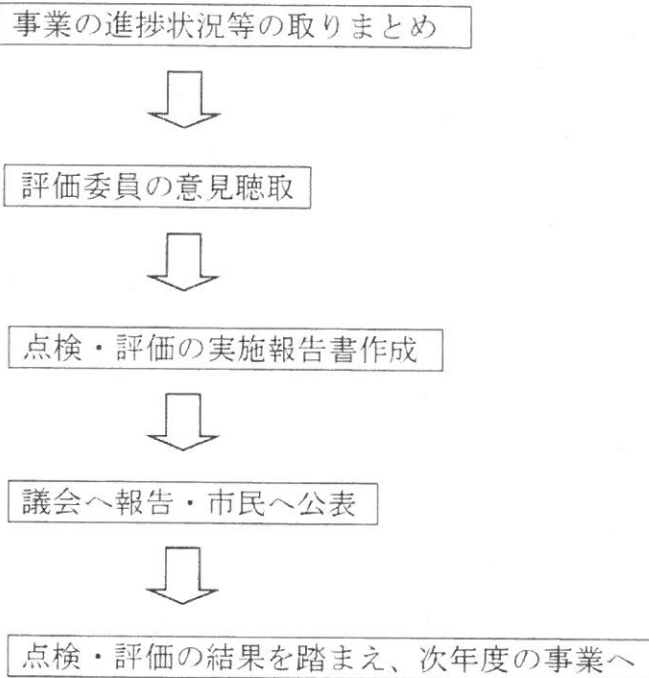 事業の進捗状況等の取りまとめ
評価委員の意見聴取
点検・評価の実施報告書作成
議会へ報告・市民へ公表
点検・評価の結果を踏まえ、次年度の事業へ